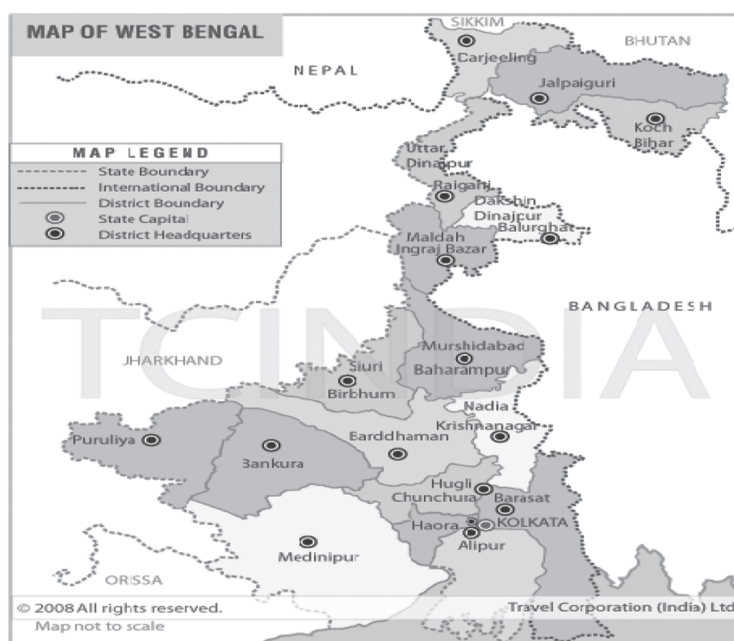 MAP OF WEST BENGAL
SIKKIM
BHUTAN
NEPAL
Darjeeling
Jalpaiguri
Koch
Bihar
MAP LEGEND
State Boundary
International Boundary
District Boundary
State Capital
District Headquarters
Uttar
Dinajpur
Raiganj
Dakshin
Dinajpur
Balurghat
Maldah
Ingraj Bazar
BANGLADESH
TCINDIA
JHARKHAND
Murshidabad
Baharampur
Siuri
Birbhum
Nadia
Krishnanagar
Puruliya
Barddhaman
Bankura
Hugli
Chunchura
Barasat
Haora
KOLKATA
Alipur
Medinipur
ORISSA
© 2008 All rights reserved.
Travel Corporation (India) Ltd
Map not to scale